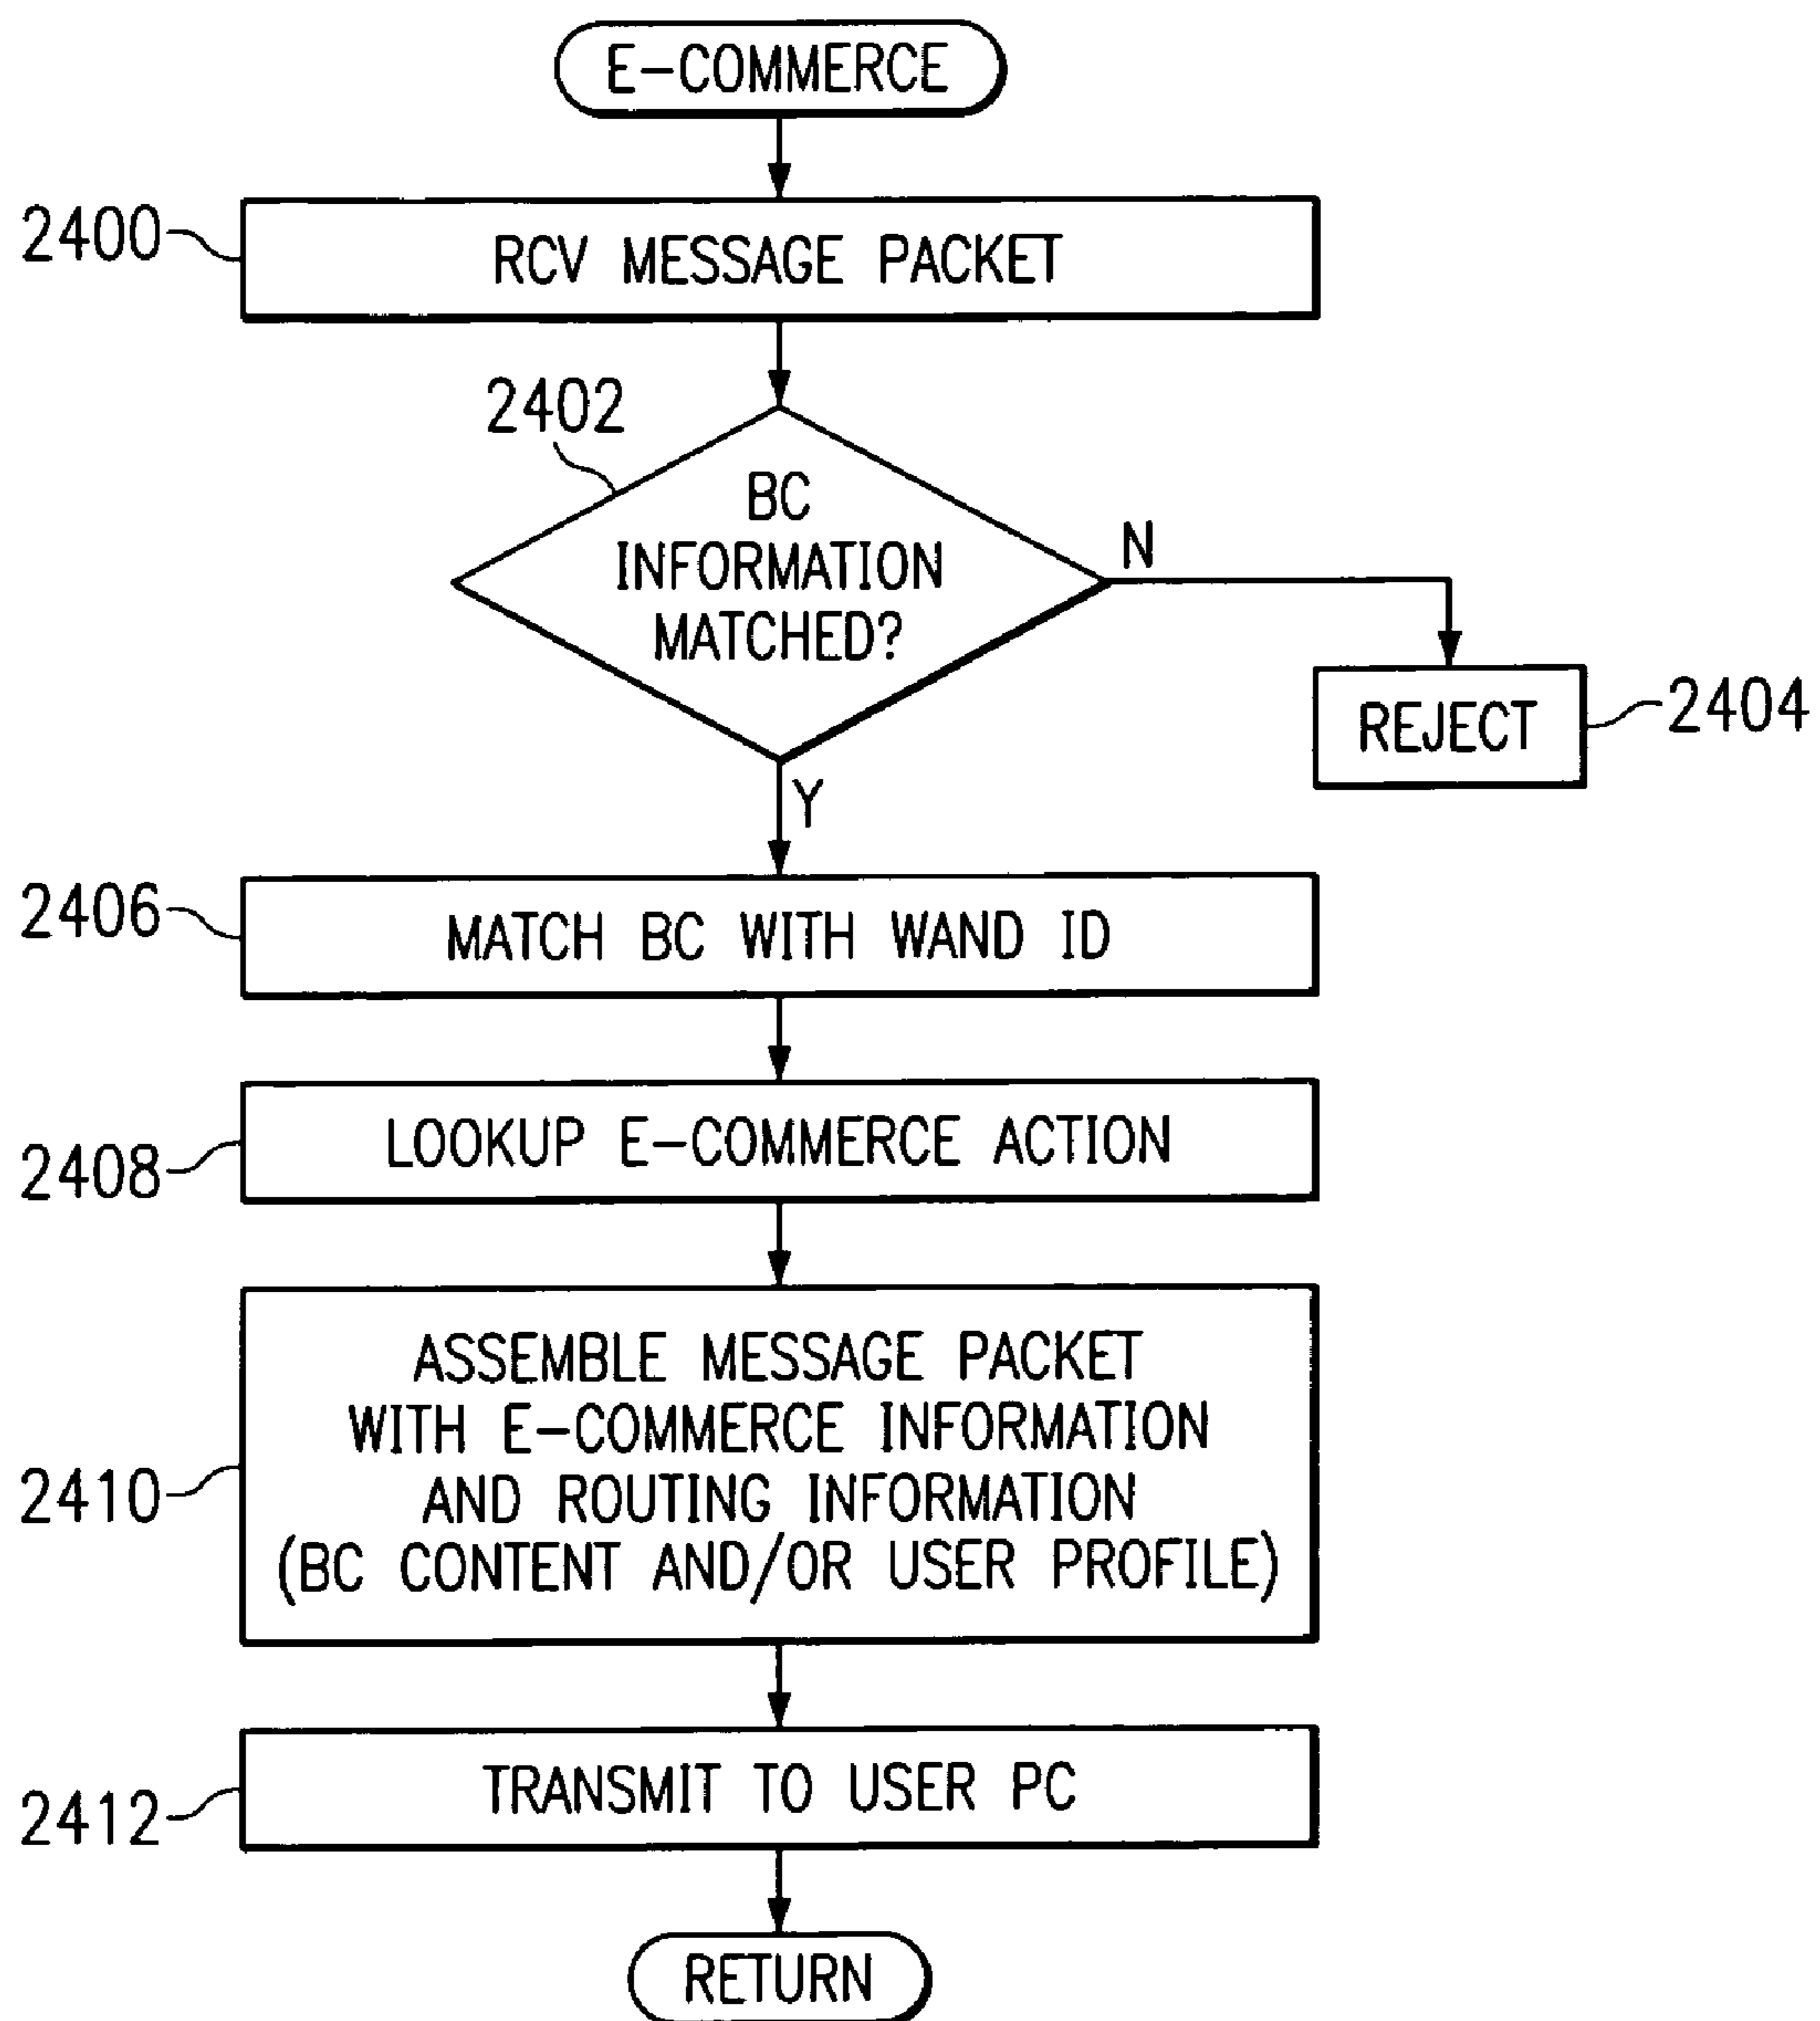 E-COMMERCE
2400
RCV MESSAGE PACKET
2402
BC
INFORMATION
MATCHED?
N
REJECT
2404
Y
2406
MATCH BC WITH WAND ID
2408
LOOKUP E-COMMERCE ACTION
2410
ASSEMBLE MESSAGE PACKET
WITH E-COMMERCE INFORMATION
AND ROUTING INFORMATION
(BC CONTENT AND/OR USER PROFILE)
2412
TRANSMIT TO USER PC
RETURN